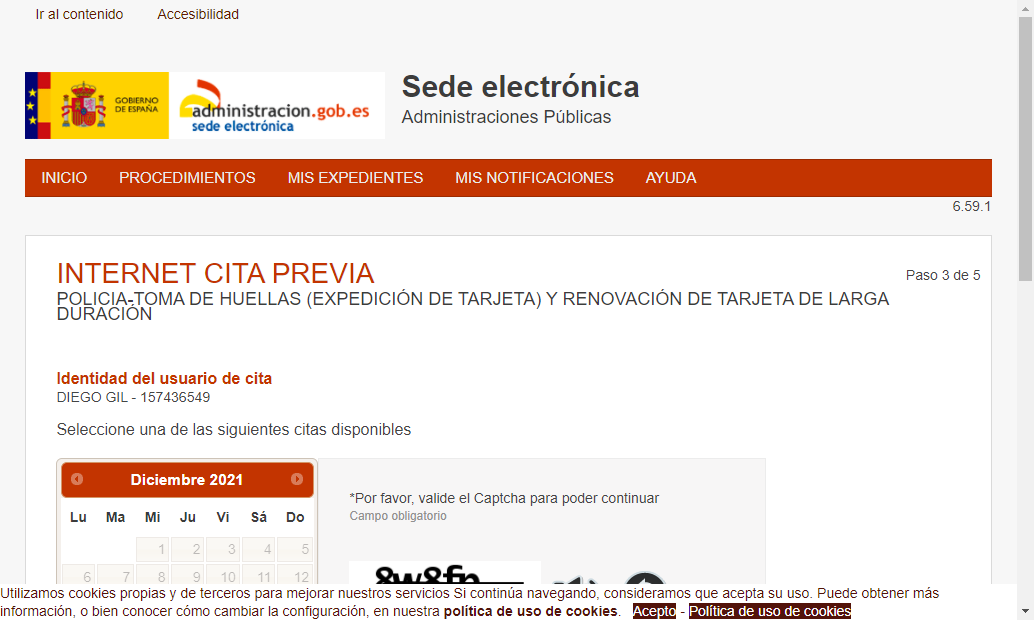 Ir al contenido Accesibilidad
GOBIERNO
DE ESPAÑA
administracion.gob.es
sede electrónica
Sede electrónica
Administraciones Públicas
INICIO PROCEDIMIENTOS MIS EXPEDIENTES MIS NOTIFICACIONES AYUDA
6.59.1
INTERNET CITA PREVIA
Paso 3 de 5
POLICIA-TOMA DE HUELLAS (EXPEDICIÓN DE TARJETA) Y RENOVACIÓN DE TARJETA DE LARGA
DURACIÓN
Identidad del usuario de cita
DIEGO GIL - 157436549
Seleccione una de las siguientes citas disponibles
Diciembre 2021
Lu Ma Mi Ju Vi Sá Do
1 2 3 4 5
6 7 8 9 10 11 12
*Por favor, valide el Captcha para poder continuar
Campo obligatorio
Utilizamos cookies propias y de terceros para mejorar nuestros servicios Si continúa navegando, consideramos que acepta su uso. Puede obtener más
información, o bien conocer cómo cambiar la configuración, en nuestra política de uso de cookies. Acepto - Política de uso de cookies